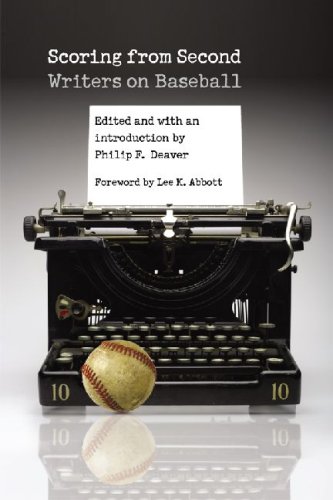 Scoring from Second
Writers on Baseball
Edited and with an
introduction by
Philip F. Deaver
Foreword by Lee K. Abbott
10
10